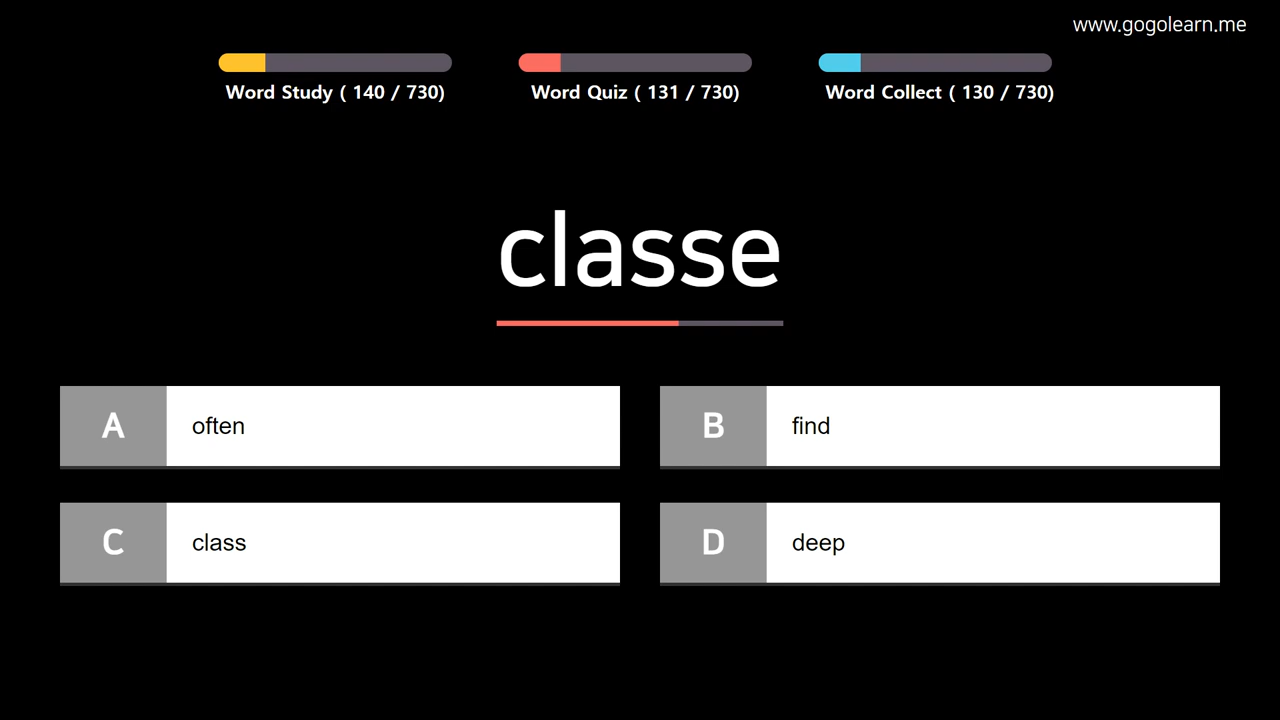 www.gogolearn.me
Word Study ( 140 / 730)
Word Quiz ( 131 / 730)
Word Collect ( 130 / 730)
classe
A often
B find
C class
D deep